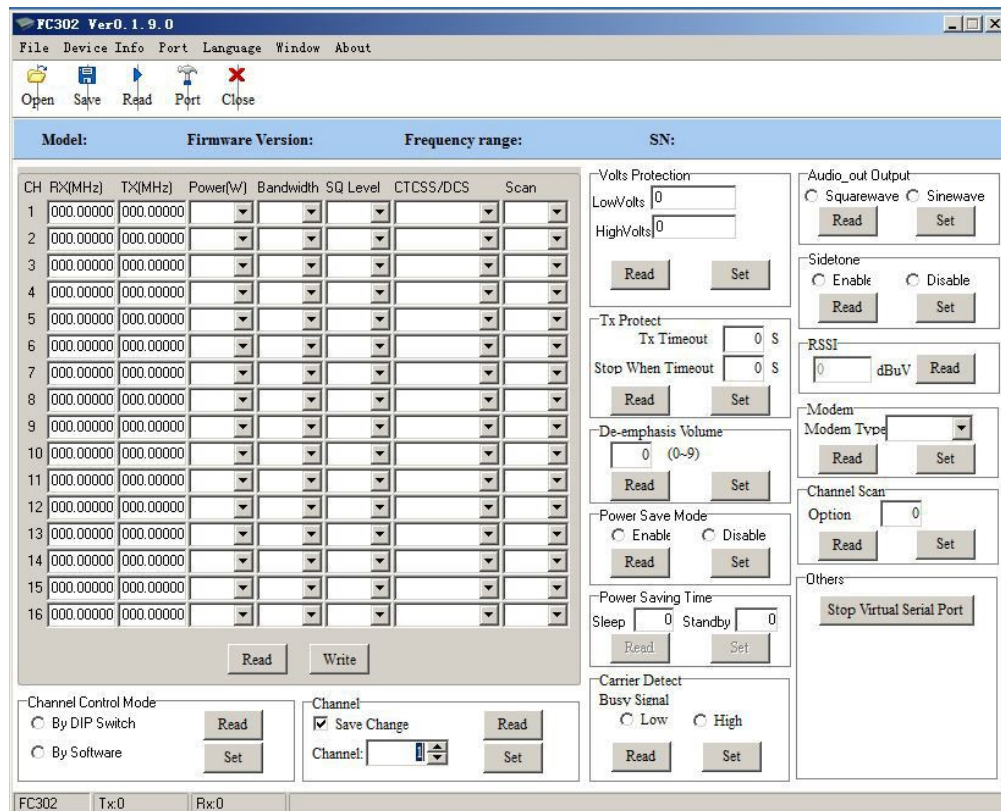 FC302 Ver0.1.9.0
File Device Info Port Language Window About
Open Save Read Port Close
Model: Firmware Version: Frequency range: SN:
CH RX(MHz) TX(MHz) Power(W) Bandwidth SQ Level CTCSS/DCS Scan
1 000.00000 000.00000
2 000.00000 000.00000
3 000.00000 000.00000
4 000.00000 000.00000
5 000.00000 000.00000
6 000.00000 000.00000
7 000.00000 000.00000
8 000.00000 000.00000
9 000.00000 000.00000
10 000.00000 000.00000
11 000.00000 000.00000
12 000.00000 000.00000
13 000.00000 000.00000
14 000.00000 000.00000
15 000.00000 000.00000
16 000.00000 000.00000
Read Write
Channel Control Mode
By DIP Switch Read
By Software Set
Channel
Save Change Read
Channel: 1 Set
Volts Protection
LowVolts 0
HighVolts 0
Read Set
Tx Protect
Tx Timeout 0 S
Stop When Timeout 0 S
Read Set
De-emphasis Volume
0 (0~9)
Read Set
Power Save Mode
Enable Disable
Read Set
Power Saving Time
Sleep 0 Standby 0
Read Set
Carrier Detect
Busy Signal
Low High
Read Set
Audio_out Output
Squarewave Sinewave
Read Set
Sidetone
Enable Disable
Read Set
RSSI
0 dBuV Read
Modem
Modem Type
Read Set
Channel Scan
Option 0
Read Set
Others
Stop Virtual Serial Port
FC302 Tx:0 Rx:0